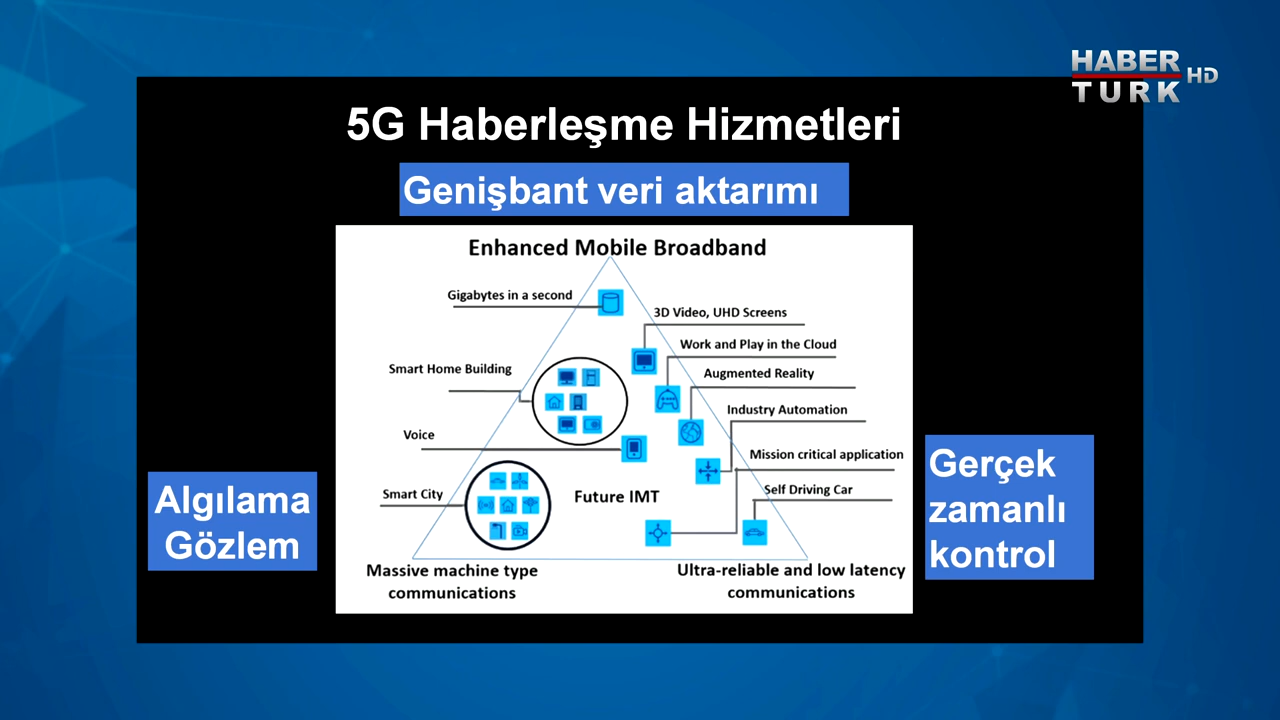 HABER
TURK HD
5G Haberleşme Hizmetleri
Genişbant veri aktarımı
Enhanced Mobile Broadband
Gigabytes in a second
3D Video, UHD Screens
Work and Play in the Cloud
Smart Home Building
Augmented Reality
Industry Automation
Voice
Mission critical application
Smart City
Future IMT
Self Driving Car
Massive machine type
communications
Ultra-reliable and low latency
communications
Algılama
Gözlem
Gerçek
zamanlı
kontrol